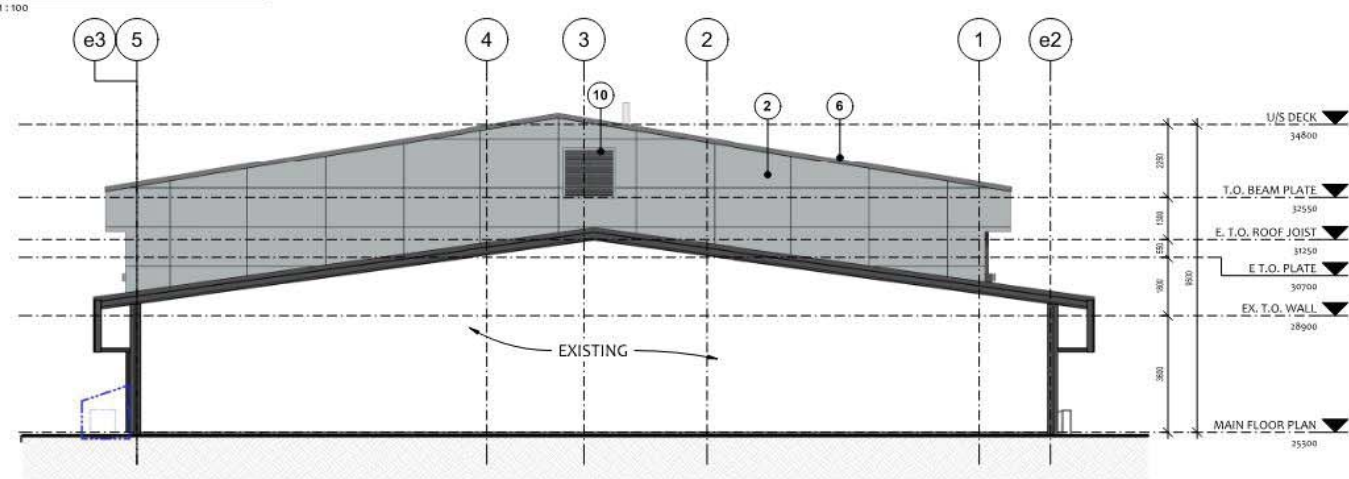 1 : 100
e3 5 4 3 2 1 e2
10 2 6
U/S DECK
34800
2250
T.O. BEAM PLATE
32550
1300
E. T.O. ROOF JOIST
31250
550
9500
E T.O. PLATE
30700
1800
EX. T.O. WALL
28900
EXISTING
3600
MAIN FLOOR PLAN
25300